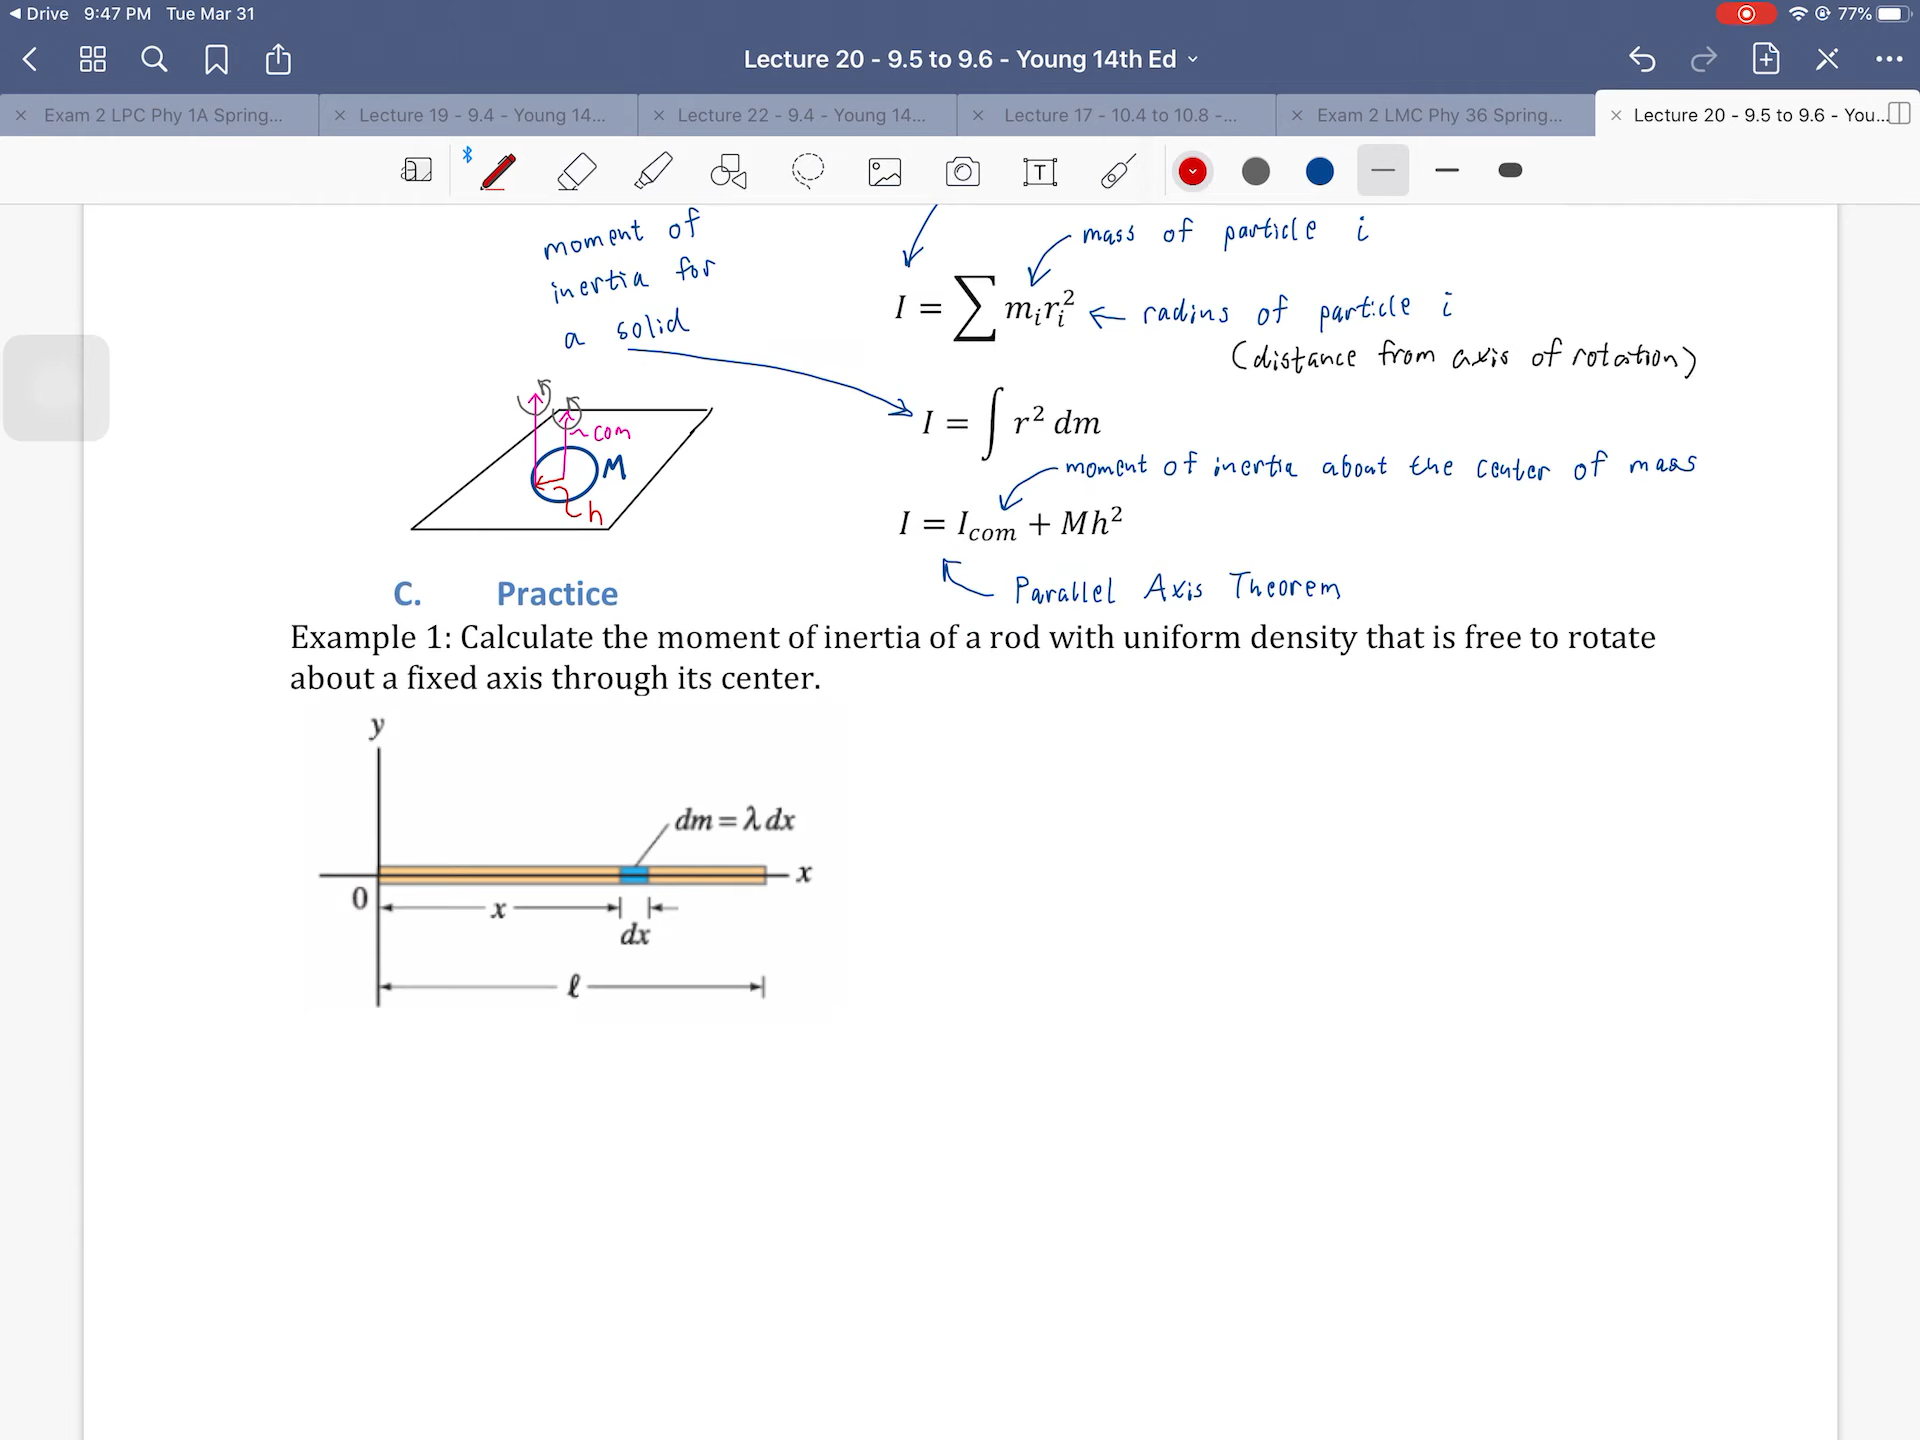 Drive 9:47 PM Tue Mar 31
77%
Lecture 20 - 9.5 to 9.6 - Young 14th Ed
Exam 2 LPC Phy 1A Spring...
Lecture 19 - 9.4 - Young 14...
Lecture 22 - 9.4 - Young 14...
Lecture 17 - 10.4 to 10.8 -...
Exam 2 LMC Phy 36 Spring...
Lecture 20 - 9.5 to 9.6 - You...
moment of
inertia for
a solid
mass of particle i
I = ∑ mᵢrᵢ²
radius of particle i
(distance from axis of rotation)
I = ∫ r² dm
moment of inertia about the center of mass
I = I_com + Mh²
Parallel Axis Theorem
com
M
h
C. Practice
Example 1: Calculate the moment of inertia of a rod with uniform density that is free to rotate
about a fixed axis through its center.
y
dm = λ dx
x
0
x
dx
ℓ